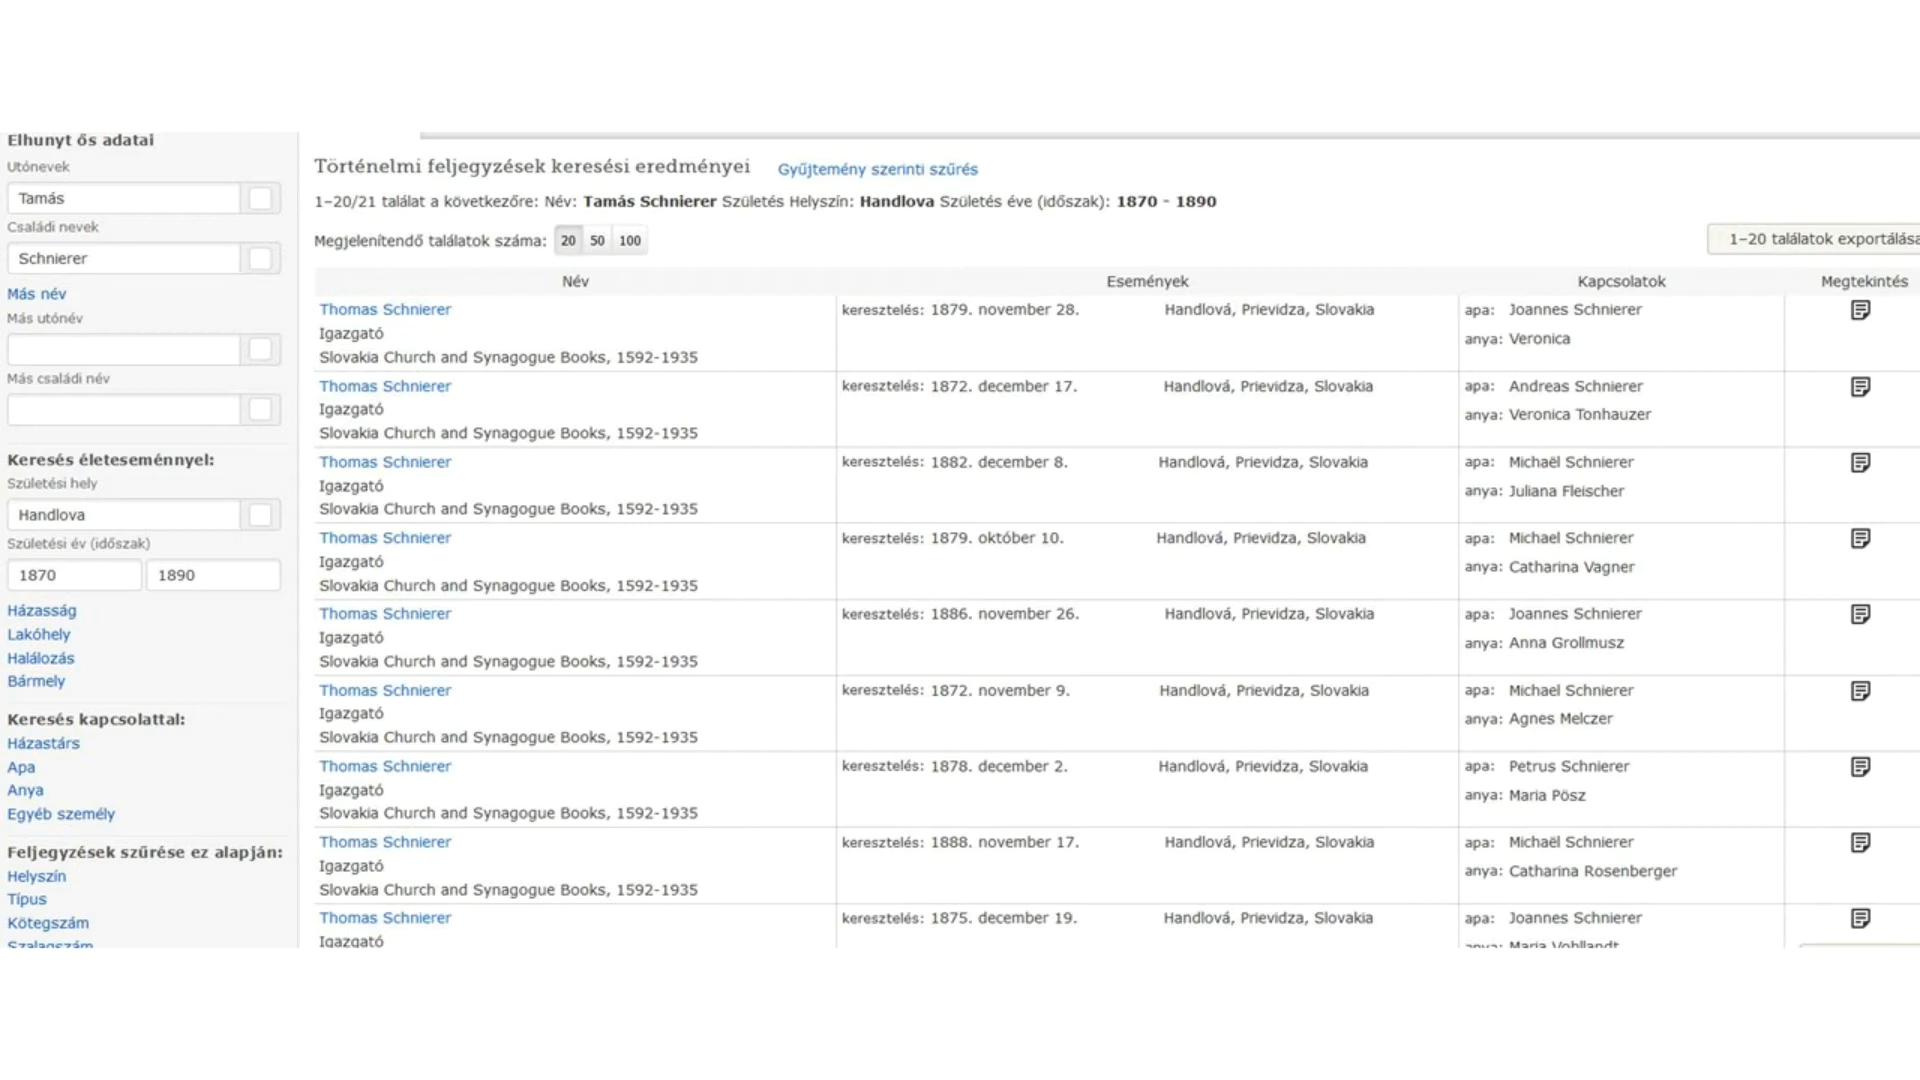 Elhunyt ős adatai
Utónevek
Tamás
Családi nevek
Schnierer
Más név
Más utónév
Más családi név
Keresés életeseménnyel:
Születési hely
Handlova
Születési év (időszak)
1870 1890
Házasság
Lakóhely
Halálozás
Bármely
Keresés kapcsolattal:
Házastárs
Apa
Anya
Egyéb személy
Feljegyzések szűrése ez alapján:
Helyszín
Típus
Kötegszám
Szalagszám
Történelmi feljegyzések keresési eredményei Gyűjtemény szerinti szűrés
1–20/21 találat a következőre: Név: Tamás Schnierer Születés Helyszín: Handlova Születés éve (időszak): 1870 - 1890
Megjelenítendő találatok száma: 20 50 100
1–20 találatok exportálása
Név Események Kapcsolatok Megtekintés
Thomas Schnierer keresztelés: 1879. november 28. Handlová, Prievidza, Slovakia apa: Joannes Schnierer
Igazgató anya: Veronica
Slovakia Church and Synagogue Books, 1592-1935
Thomas Schnierer keresztelés: 1872. december 17. Handlová, Prievidza, Slovakia apa: Andreas Schnierer
Igazgató anya: Veronica Tonhauzer
Slovakia Church and Synagogue Books, 1592-1935
Thomas Schnierer keresztelés: 1882. december 8. Handlová, Prievidza, Slovakia apa: Michaël Schnierer
Igazgató anya: Juliana Fleischer
Slovakia Church and Synagogue Books, 1592-1935
Thomas Schnierer keresztelés: 1879. október 10. Handlová, Prievidza, Slovakia apa: Michael Schnierer
Igazgató anya: Catharina Vagner
Slovakia Church and Synagogue Books, 1592-1935
Thomas Schnierer keresztelés: 1886. november 26. Handlová, Prievidza, Slovakia apa: Joannes Schnierer
Igazgató anya: Anna Grollmusz
Slovakia Church and Synagogue Books, 1592-1935
Thomas Schnierer keresztelés: 1872. november 9. Handlová, Prievidza, Slovakia apa: Michael Schnierer
Igazgató anya: Agnes Melczer
Slovakia Church and Synagogue Books, 1592-1935
Thomas Schnierer keresztelés: 1878. december 2. Handlová, Prievidza, Slovakia apa: Petrus Schnierer
Igazgató anya: Maria Pösz
Slovakia Church and Synagogue Books, 1592-1935
Thomas Schnierer keresztelés: 1888. november 17. Handlová, Prievidza, Slovakia apa: Michaël Schnierer
Igazgató anya: Catharina Rosenberger
Slovakia Church and Synagogue Books, 1592-1935
Thomas Schnierer keresztelés: 1875. december 19. Handlová, Prievidza, Slovakia apa: Joannes Schnierer
Igazgató anya: Maria Vohllandt